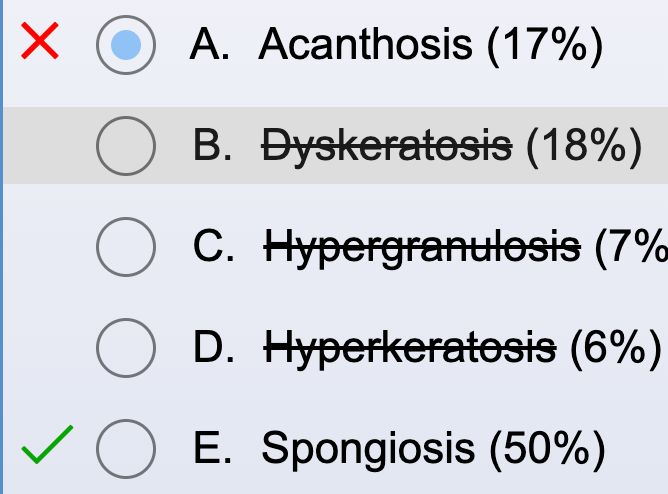 A. Acanthosis (17%)
B. Dyskeratosis (18%)
C. Hypergranulosis (7%
D. Hyperkeratosis (6%)
E. Spongiosis (50%)